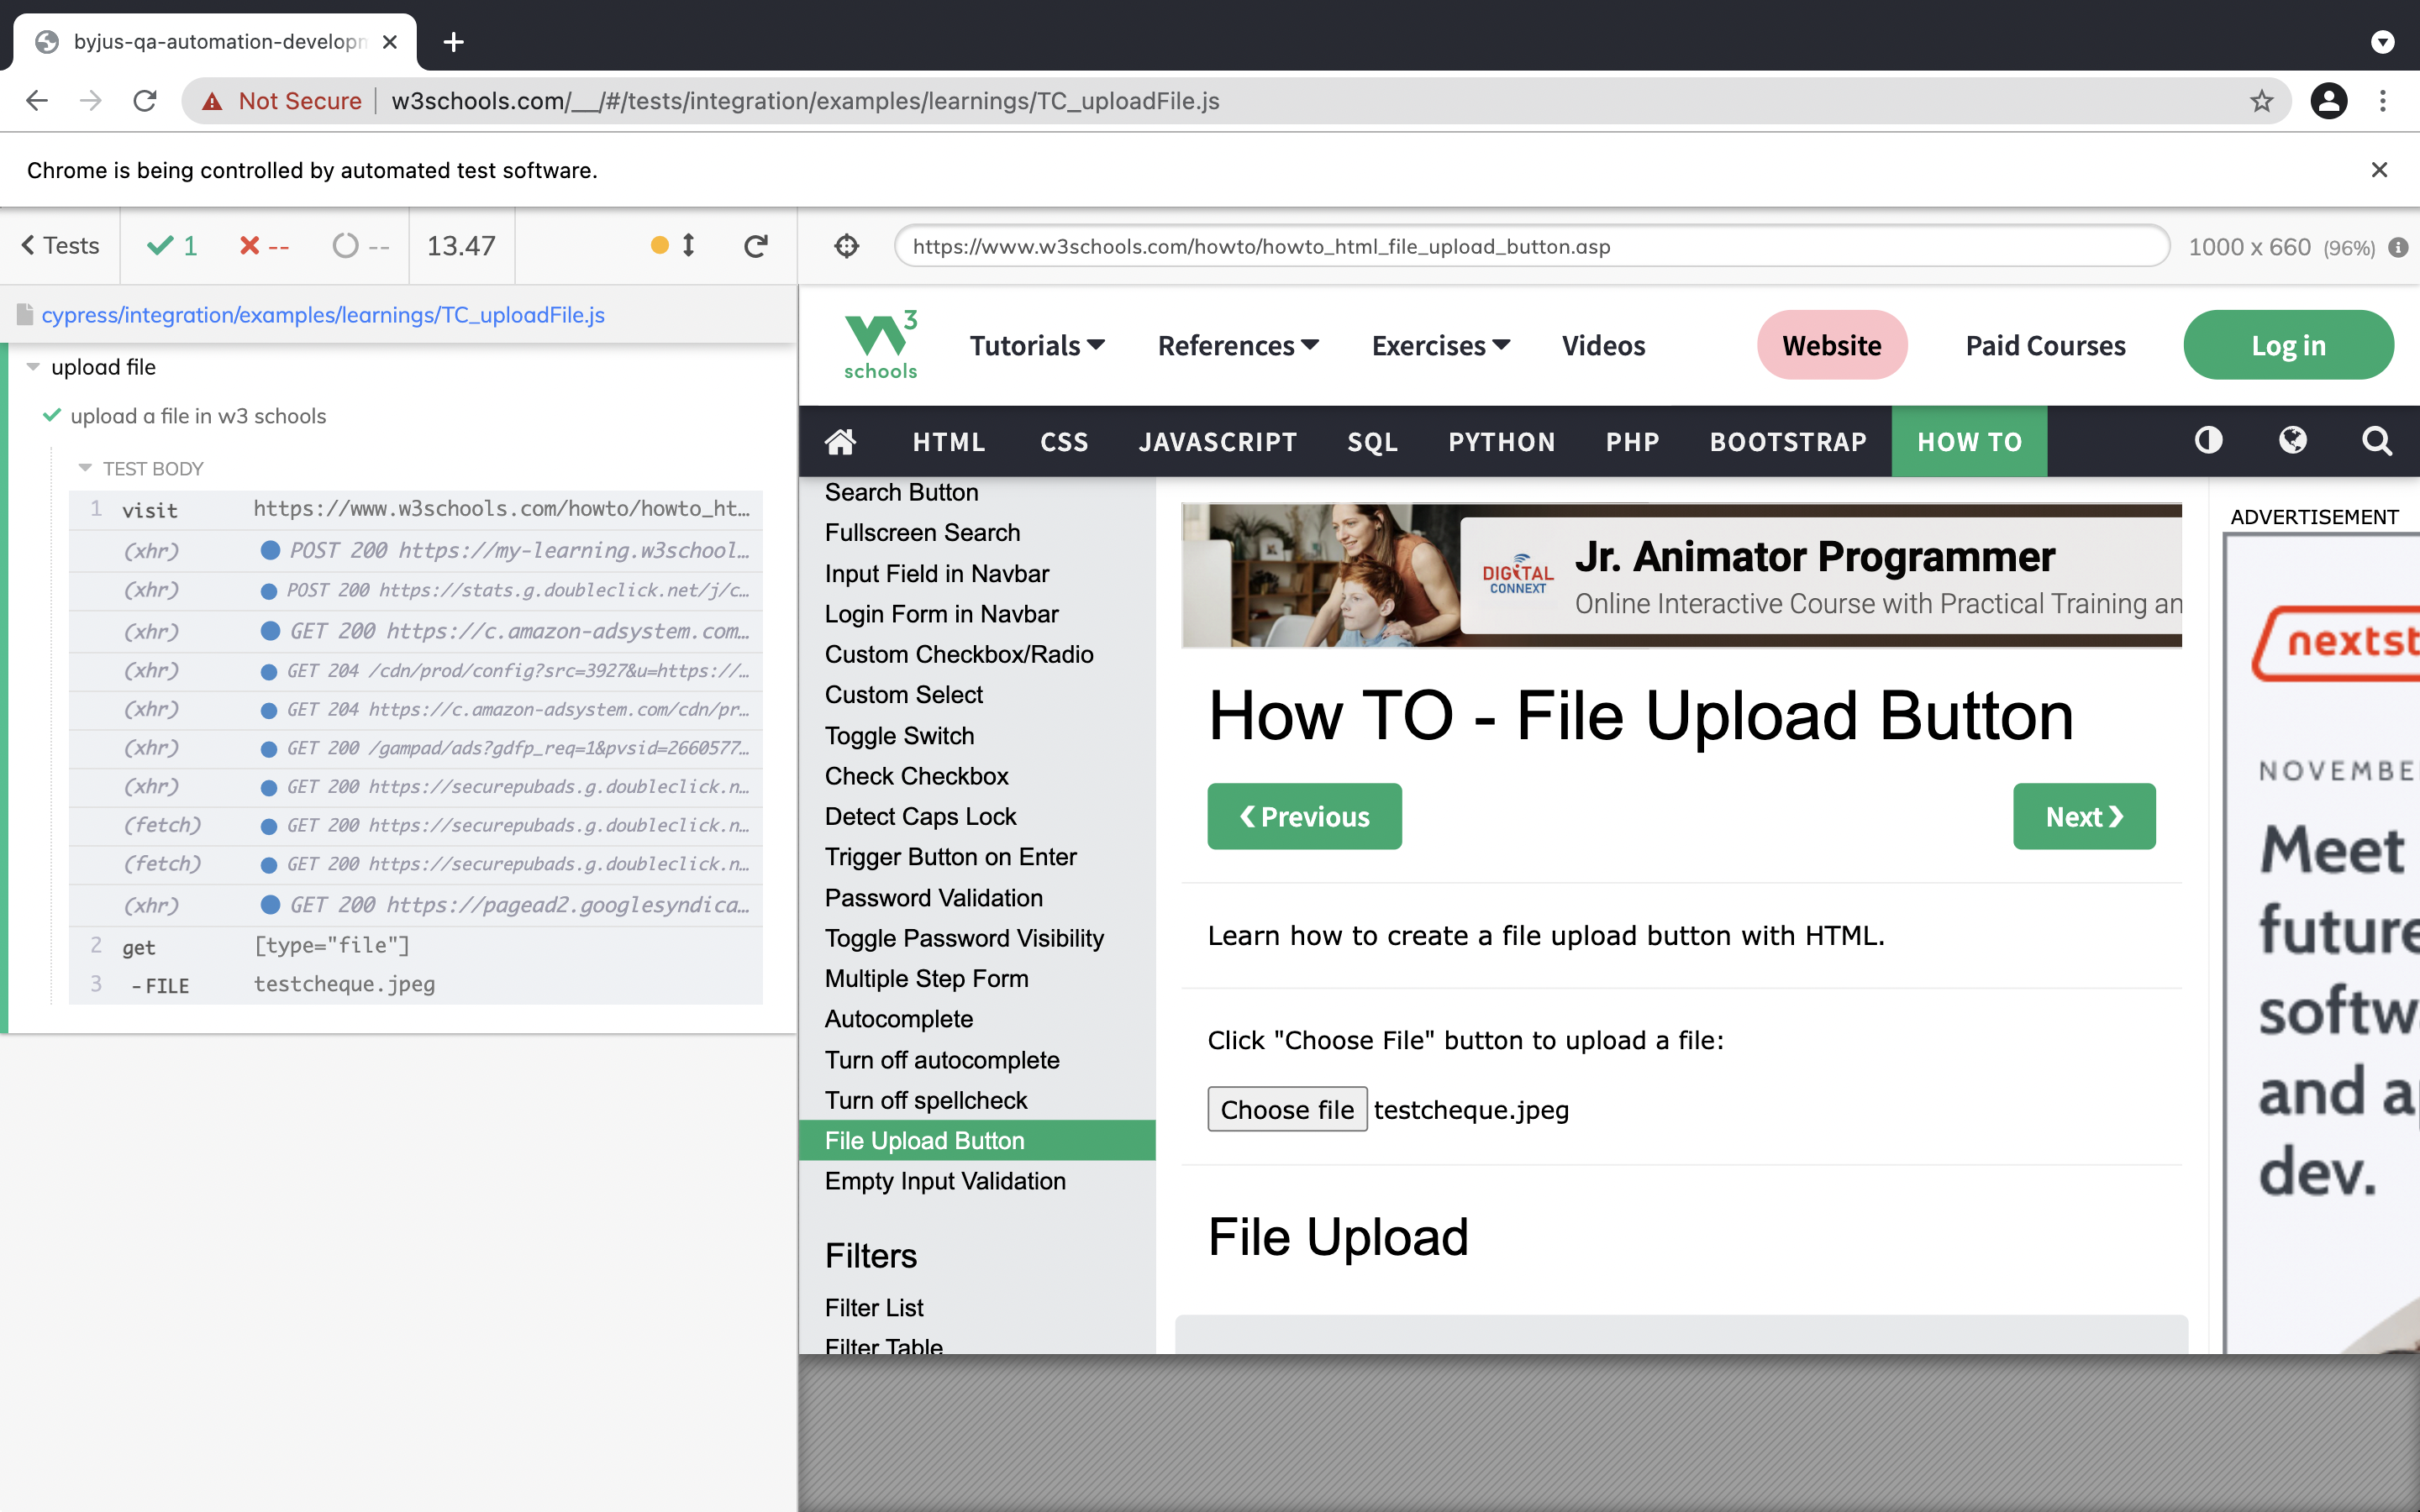 byjus-qa-automation-developm
Not Secure w3schools.com/__/#/tests/integration/examples/learnings/TC_uploadFile.js
Chrome is being controlled by automated test software.
Tests 1 -- -- 13.47
https://www.w3schools.com/howto/howto_html_file_upload_button.asp 1000 x 660 (96%)
cypress/integration/examples/learnings/TC_uploadFile.js
upload file
upload a file in w3 schools
TEST BODY
1 visit https://www.w3schools.com/howto/howto_ht…
(xhr) POST 200 https://my-learning.w3school…
(xhr) POST 200 https://stats.g.doubleclick.net/j/c…
(xhr) GET 200 https://c.amazon-adsystem.com…
(xhr) GET 204 /cdn/prod/config?src=3927&u=https://…
(xhr) GET 204 https://c.amazon-adsystem.com/cdn/pr…
(xhr) GET 200 /gampad/ads?gdfp_req=1&pvsid=2660577…
(xhr) GET 200 https://securepubads.g.doubleclick.n…
(fetch) GET 200 https://securepubads.g.doubleclick.n…
(fetch) GET 200 https://securepubads.g.doubleclick.n…
(xhr) GET 200 https://pagead2.googlesyndica…
2 get [type="file"]
3 -FILE testcheque.jpeg
W3
schools
Tutorials References Exercises Videos Website Paid Courses Log in
HTML CSS JAVASCRIPT SQL PYTHON PHP BOOTSTRAP HOW TO
Search Button
Fullscreen Search
Input Field in Navbar
Login Form in Navbar
Custom Checkbox/Radio
Custom Select
Toggle Switch
Check Checkbox
Detect Caps Lock
Trigger Button on Enter
Password Validation
Toggle Password Visibility
Multiple Step Form
Autocomplete
Turn off autocomplete
Turn off spellcheck
File Upload Button
Empty Input Validation
Filters
Filter List
Filter Table
DIGITAL
CONNEXT
Jr. Animator Programmer
Online Interactive Course with Practical Training an
How TO - File Upload Button
❮ Previous Next ❯
Learn how to create a file upload button with HTML.
Click "Choose File" button to upload a file:
Choose file testcheque.jpeg
File Upload
ADVERTISEMENT
nextst
NOVEMBE
Meet
future
softw
and a
dev.